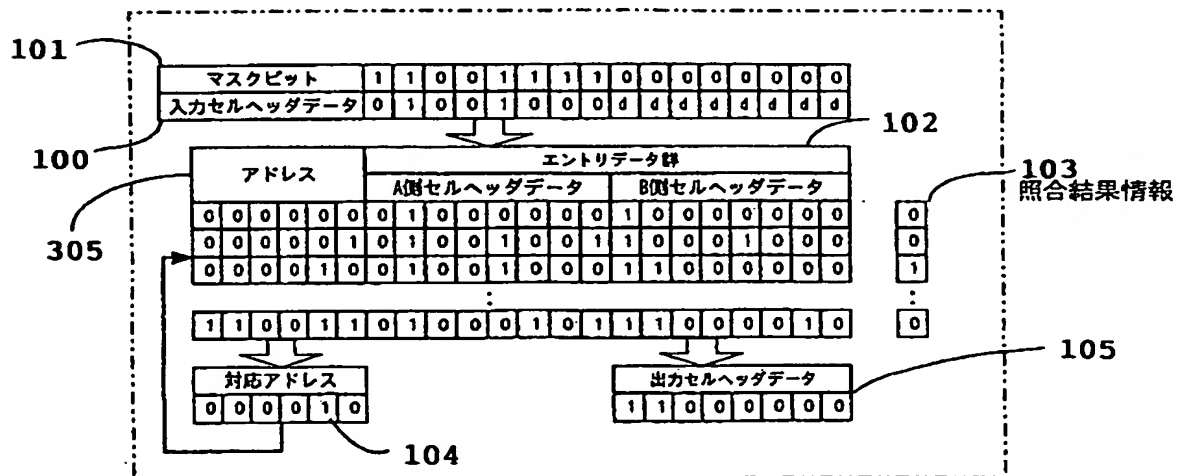 101
マスクビット 1 1 0 0 1 1 1 1 0 0 0 0 0 0 0 0
入力セルヘッダデータ 0 1 0 0 1 0 0 0 d d d d d d d d
100
102
アドレス エントリデータ群
A側セルヘッダデータ B側セルヘッダデータ
103
照合結果情報
305
0 0 0 0 0 0 0 1 0 0 0 0 0 0 1 0 0 0 0 0 0 0 0
0 0 0 0 0 1 0 1 0 0 1 0 0 1 1 0 0 0 1 0 0 0 0
0 0 0 0 1 0 0 1 0 0 1 0 0 0 1 1 0 0 0 0 0 0 1
1 1 0 0 1 1 0 1 0 0 0 1 0 1 1 1 0 0 0 0 1 0 0
対応アドレス 出力セルヘッダデータ
105
0 0 0 0 1 0 1 1 0 0 0 0 0 0
104